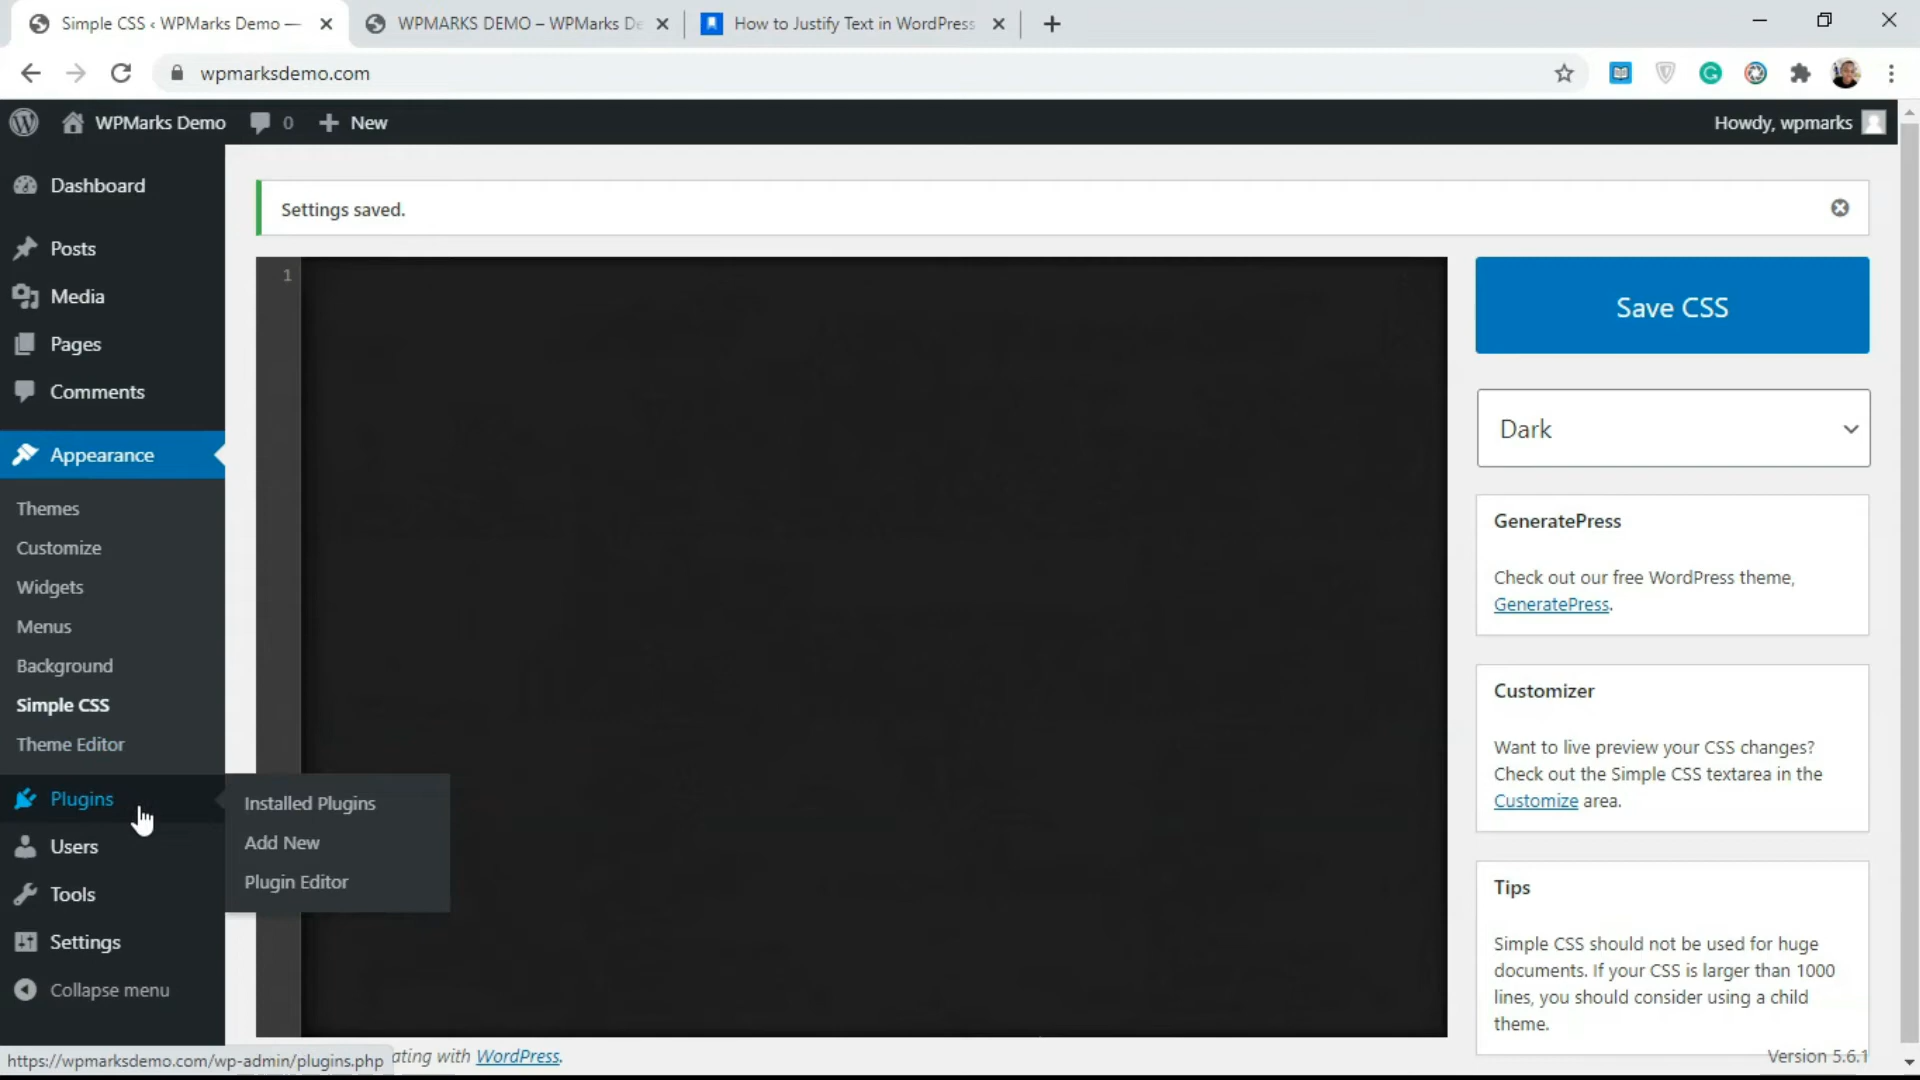 Simple CSS ‹ WPMarks Demo —
WPMARKS DEMO – WPMarks De
How to Justify Text in WordPress
wpmarksdemo.com
WPMarks Demo
0
New
Howdy, wpmarks
Dashboard
Posts
Media
Pages
Comments
Appearance
Themes
Customize
Widgets
Menus
Background
Simple CSS
Theme Editor
Plugins
Installed Plugins
Add New
Plugin Editor
Users
Tools
Settings
Collapse menu
Settings saved.
1
Save CSS
Dark
GeneratePress
Check out our free WordPress theme,
GeneratePress.
Customizer
Want to live preview your CSS changes?
Check out the Simple CSS textarea in the
Customize area.
Tips
Simple CSS should not be used for huge
documents. If your CSS is larger than 1000
lines, you should consider using a child
theme.
https://wpmarksdemo.com/wp-admin/plugins.php
ating with WordPress.
Version 5.6.1